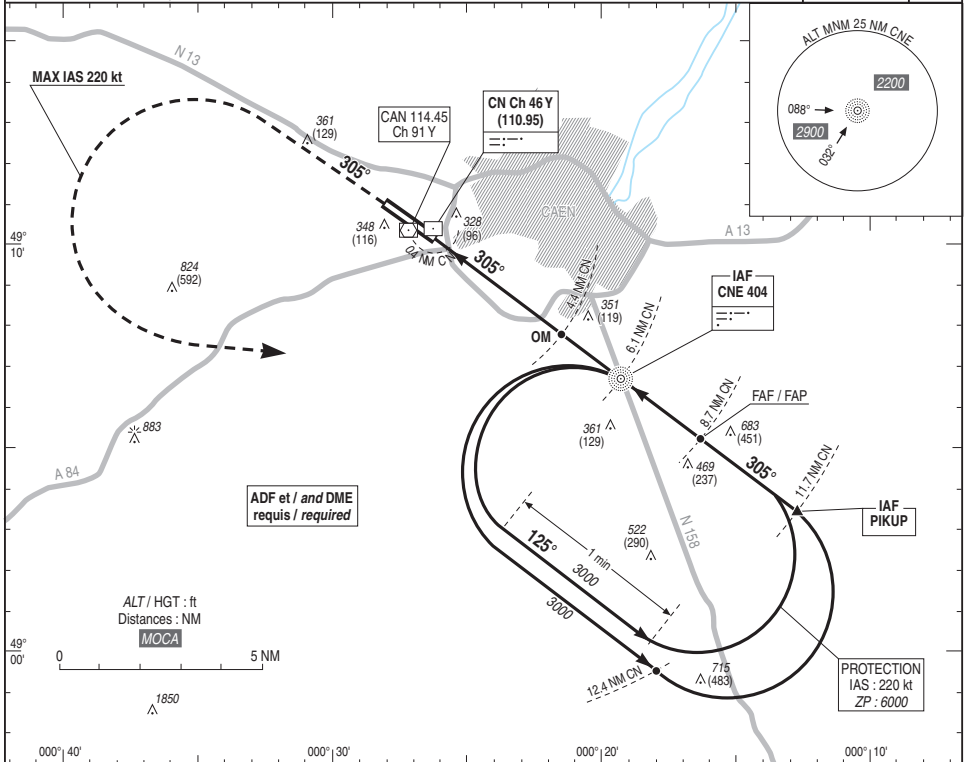 ALT MNM 25 NM CNE
2200
088°
2900
032°
N 13
MAX IAS 220 kt
361
(129)
CAN 114.45
Ch 91 Y
CN Ch 46 Y
(110.95)
305°
CAEN
348
(116)
328
(96)
A 13
49°
10'
04 NM CN
305°
824
(592)
4.4 NM CN
IAF
CNE 404
351
(119)
6.1 NM CN
OM
FAF / FAP
8.7 NM CN
361
(129)
683
(451)
883
469
(237)
305°
11.7 NM CN
A 84
IAF
PIKUP
ADF et / and DME
requis / required
N 158
522
(290)
125°
1 min
3000
3000
ALT / HGT : ft
Distances : NM
MOCA
49°
00'
0
5 NM
715
(483)
PROTECTION
IAS : 220 kt
ZP : 6000
12.4 NM CN
1850
000° 40'
000° 30'
000° 20'
000° 10'